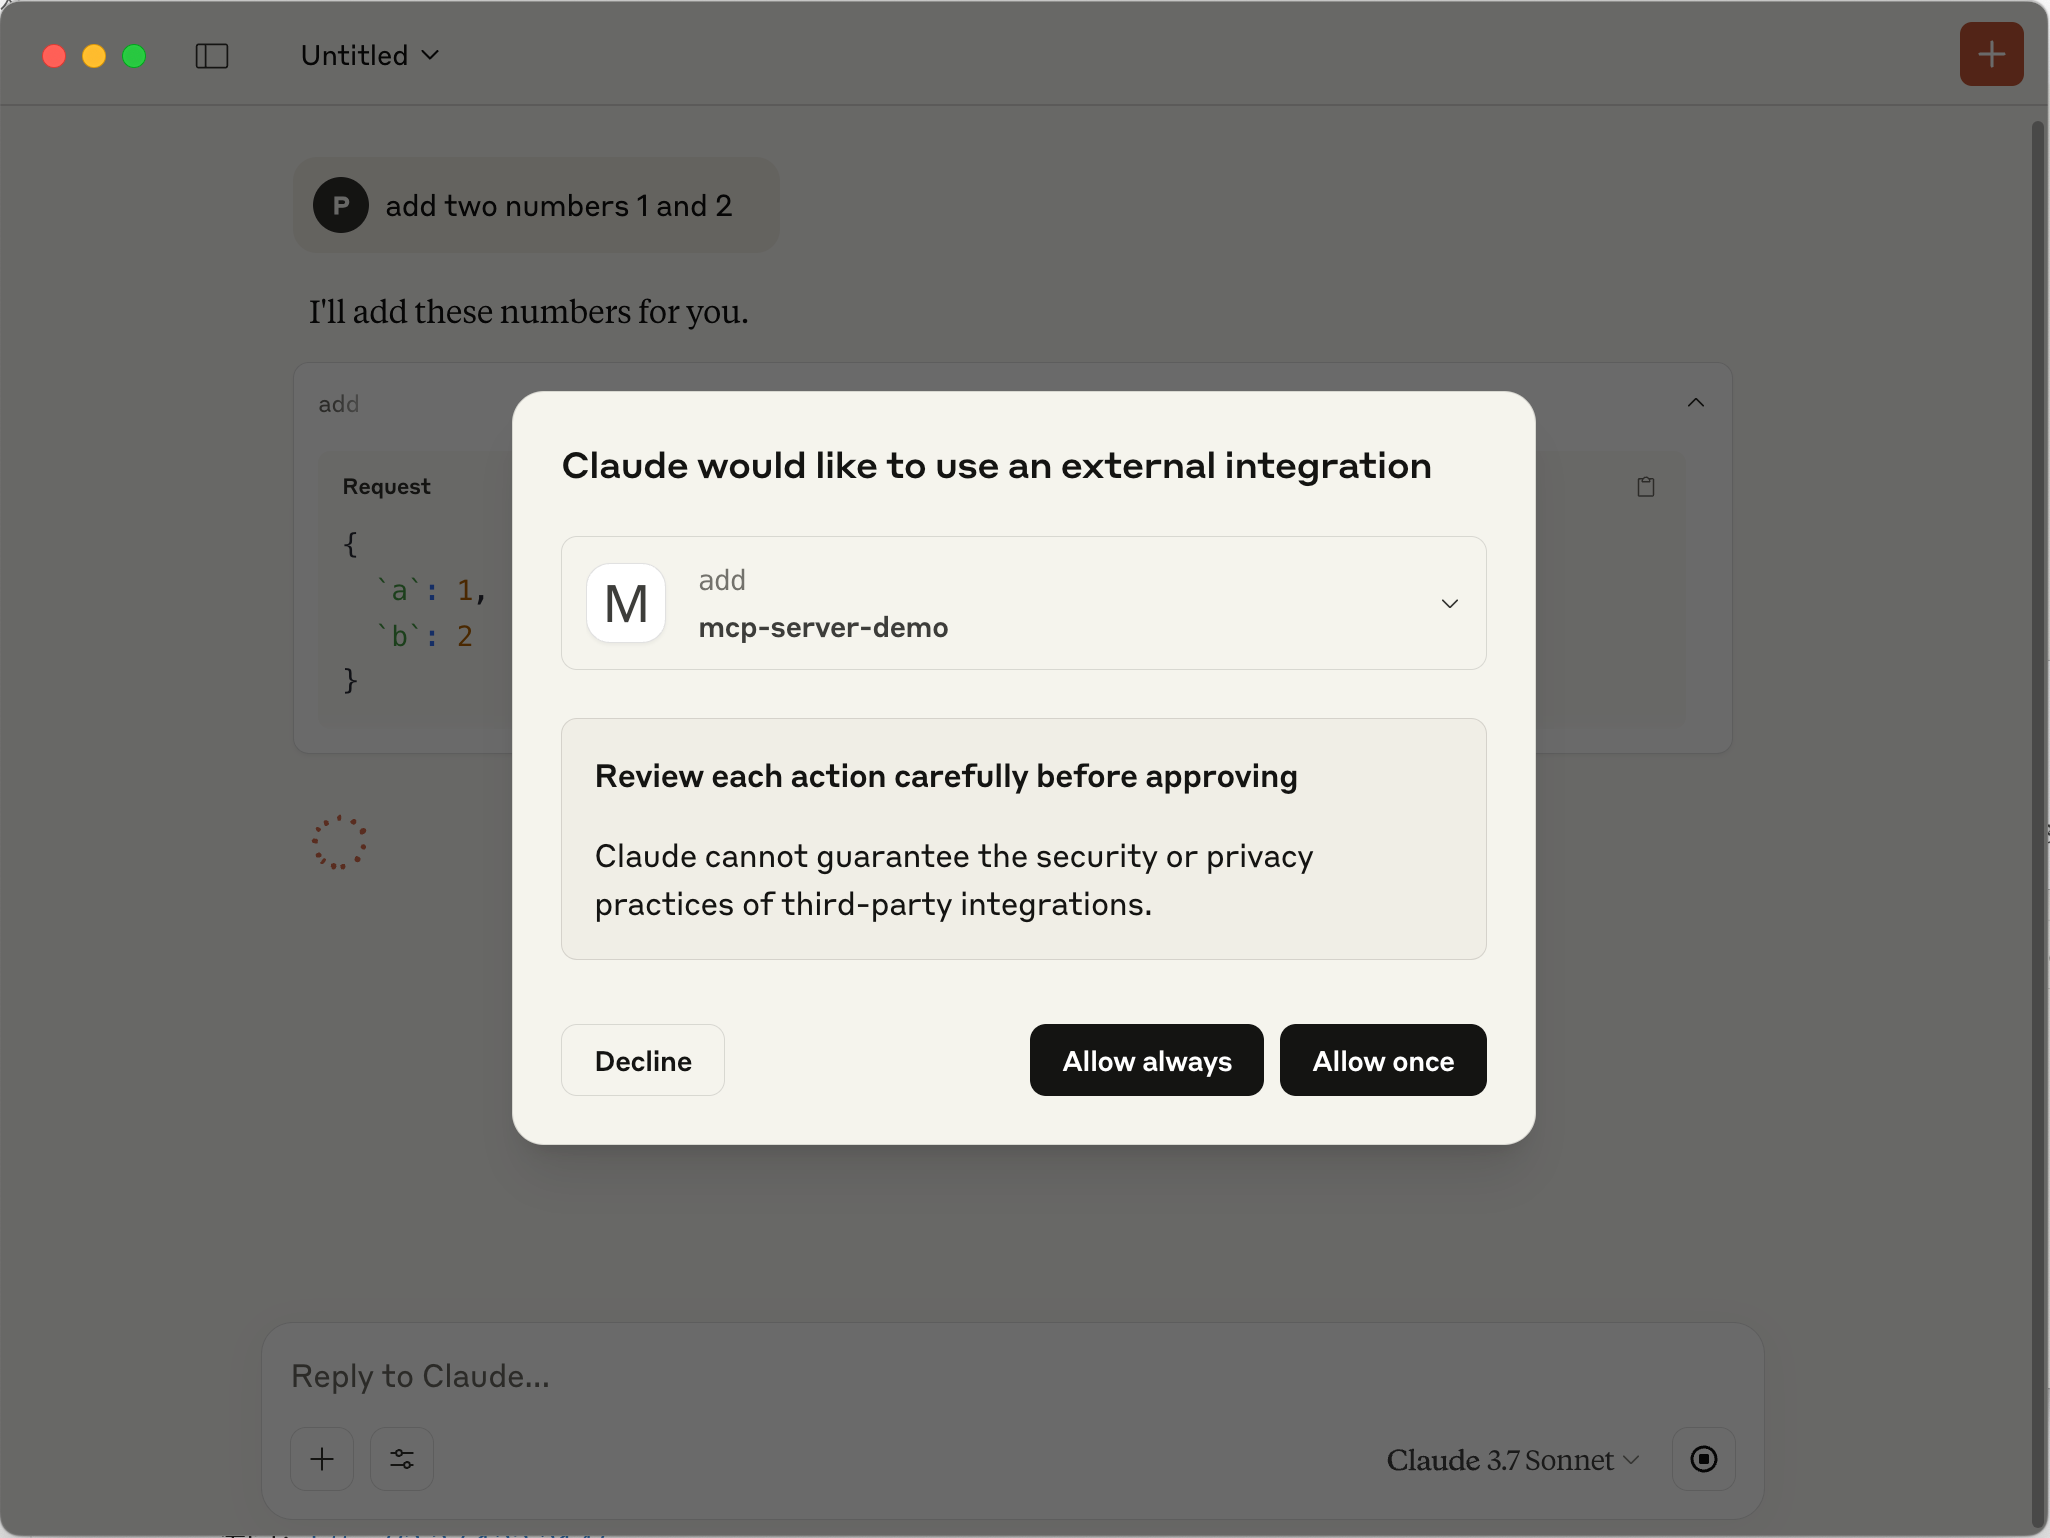 Untitled
P
add two numbers 1 and 2
I'll add these numbers for you.
add
Request
{
`a`: 1,
`b`: 2
}
Claude would like to use an external integration
M
add
mcp-server-demo
Review each action carefully before approving
Claude cannot guarantee the security or privacy
practices of third-party integrations.
Decline
Allow always
Allow once
Reply to Claude...
Claude 3.7 Sonnet